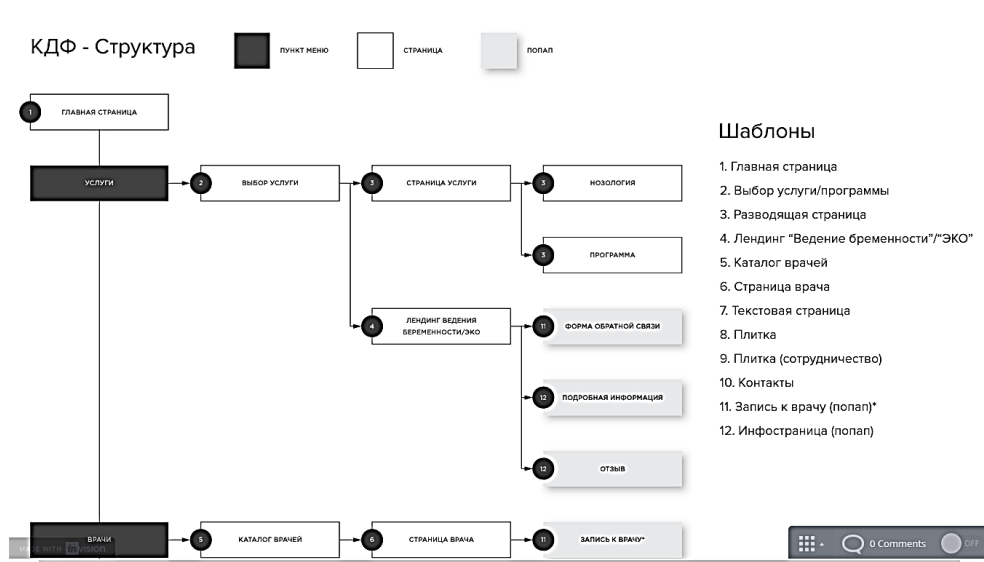 КДФ - Структура
ПУНКТ МЕНЮ
СТРАНИЦА
ПОПАП
1
ГЛАВНАЯ СТРАНИЦА
УСЛУГИ
2
ВЫБОР УСЛУГИ
3
СТРАНИЦА УСЛУГИ
3
НОЗОЛОГИЯ
3
ПРОГРАММА
4
ЛЕНДИНГ ВЕДЕНИЯ
БЕРЕМЕННОСТИ/ЭКО
11
ФОРМА ОБРАТНОЙ СВЯЗИ
12
ПОДРОБНАЯ ИНФОРМАЦИЯ
12
ОТЗЫВ
ВРАЧИ
5
КАТАЛОГ ВРАЧЕЙ
6
СТРАНИЦА ВРАЧА
11
ЗАПИСЬ К ВРАЧУ*
Шаблоны
1. Главная страница
2. Выбор услуги/программы
3. Разводящая страница
4. Лендинг “Ведение бременности”/“ЭКО”
5. Каталог врачей
6. Страница врача
7. Текстовая страница
8. Плитка
9. Плитка (сотрудничество)
10. Контакты
11. Запись к врачу (попап)*
12. Инфостраница (попап)
MADE WITH inVISION
0 Comments
OFF